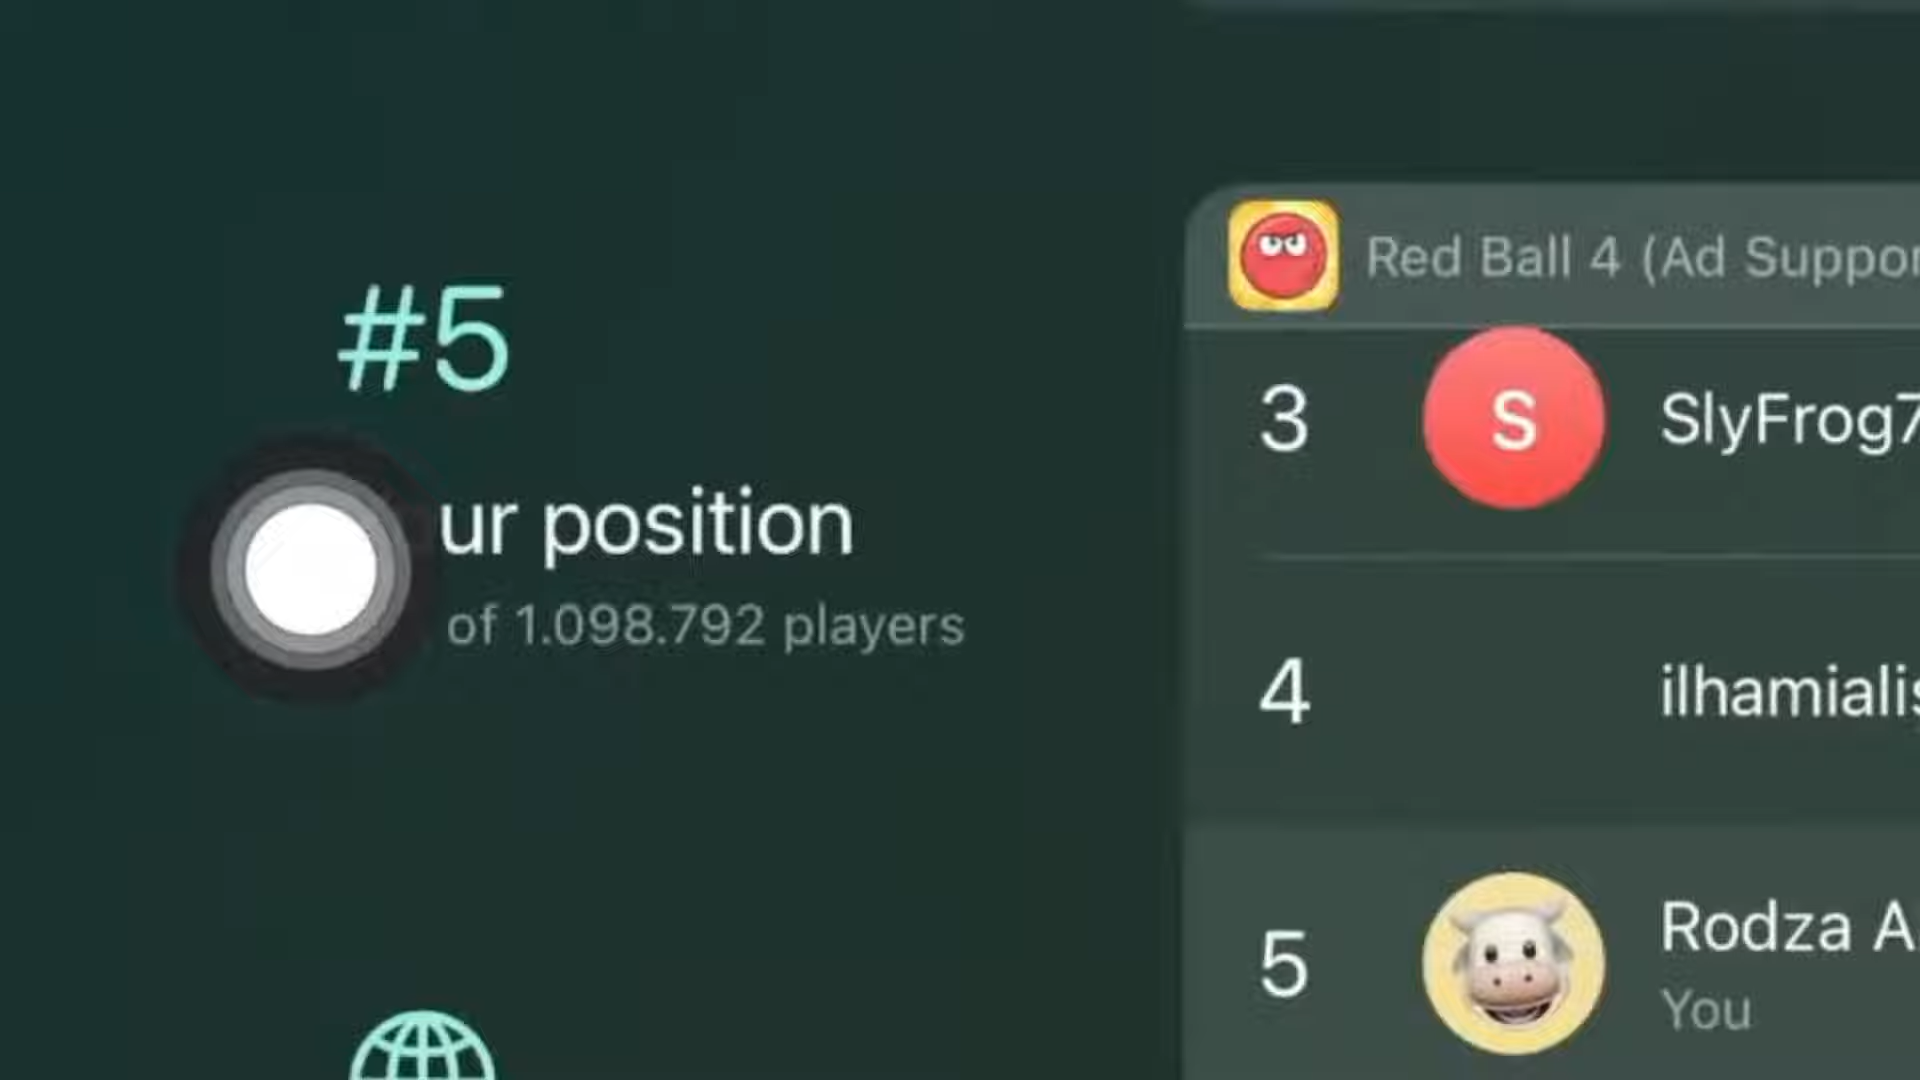 #5
ur position
of 1.098.792 players
Red Ball 4 (Ad Suppor
3
S
SlyFrog7
4
ilhamialis
5
Rodza A
You